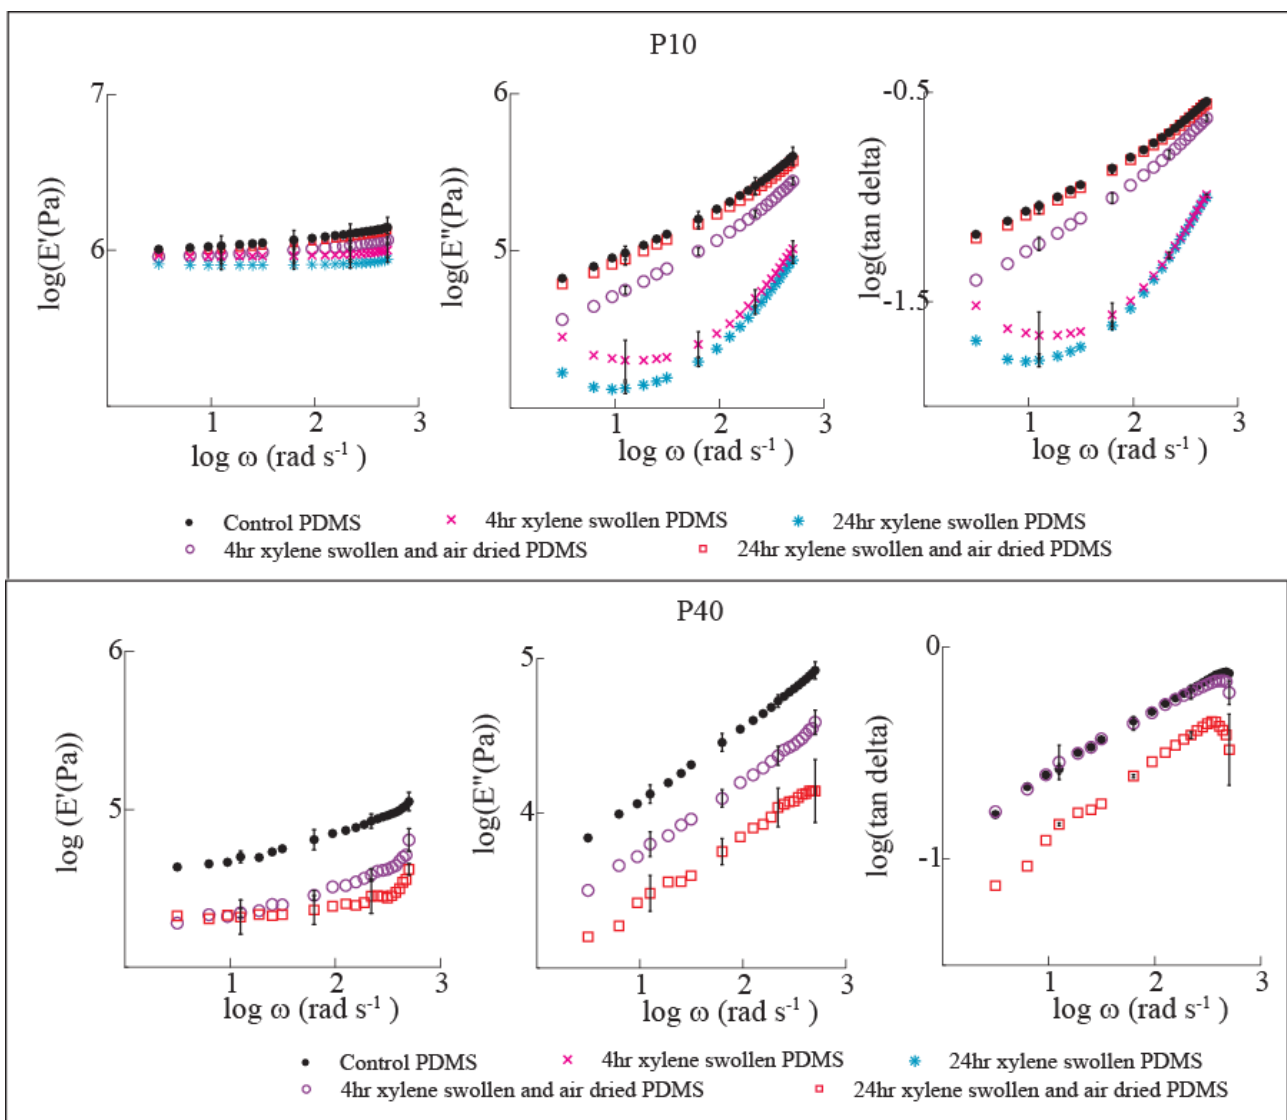 P10
7
6
log(E'(Pa))
1
2
3
log ω (rad s⁻¹ )
6
5
log(E"(Pa))
1
2
3
log ω (rad s⁻¹ )
-0.5
-1.5
log(tan delta)
1
2
3
log ω (rad s⁻¹ )
Control PDMS
4hr xylene swollen PDMS
24hr xylene swollen PDMS
4hr xylene swollen and air dried PDMS
24hr xylene swollen and air dried PDMS
P40
6
5
log (E'(Pa))
1
2
3
log ω (rad s⁻¹ )
5
4
log(E"(Pa))
1
2
3
log ω (rad s⁻¹ )
0
-1
log(tan delta)
1
2
3
log ω (rad s⁻¹ )
Control PDMS
4hr xylene swollen PDMS
24hr xylene swollen PDMS
4hr xylene swollen and air dried PDMS
24hr xylene swollen and air dried PDMS